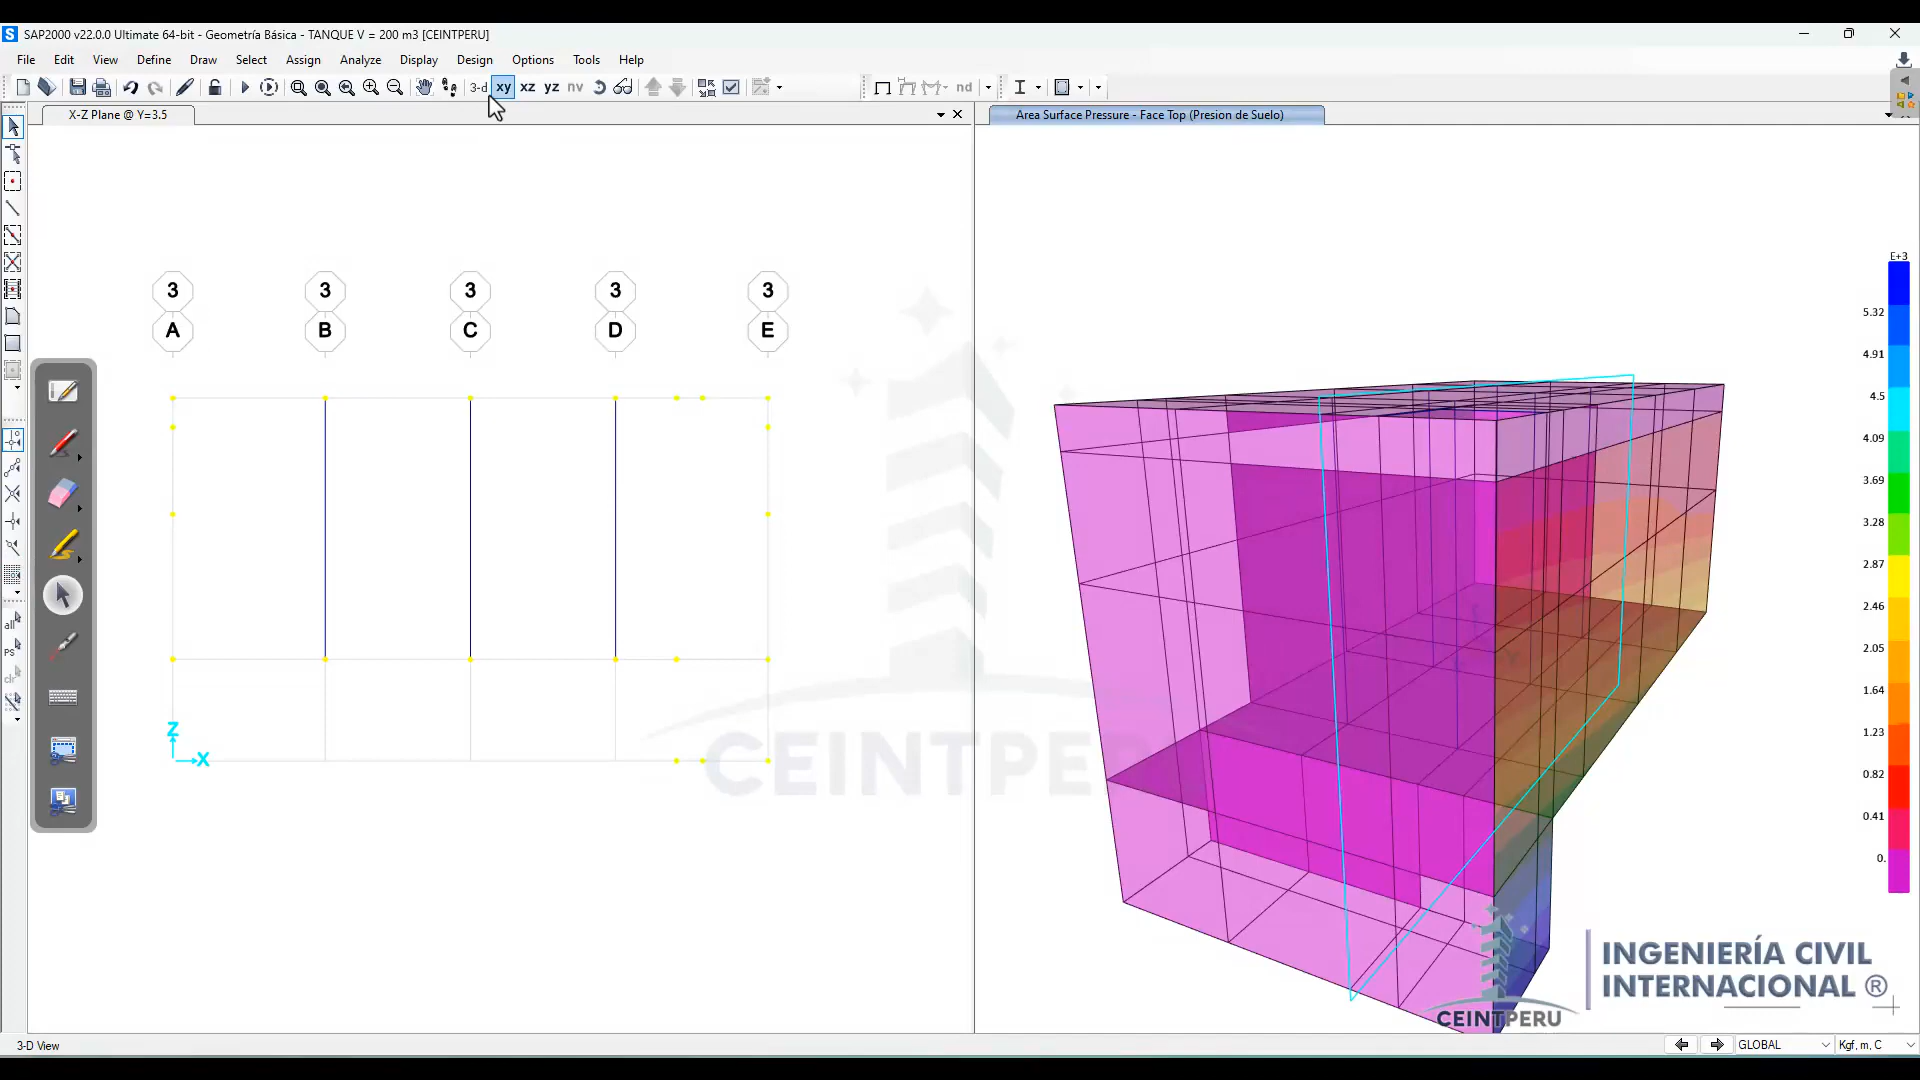 SAP2000 v22.0.0 Ultimate 64-bit - Geometría Básica - TANQUE V = 200 m3 [CEINTPERU]
File Edit View Define Draw Select Assign Analyze Display Design Options Tools Help
3-d xy xz yz nv nd
X-Z Plane @ Y=3.5
Area Surface Pressure - Face Top (Presion de Suelo)
3 3 3 3 3
A B C D E
Z
X
E+3
5.32
4.91
4.5
4.09
3.69
3.28
2.87
2.46
2.05
1.64
1.23
0.82
0.41
0.
all
PS
clr
CEINTPE
INGENIERÍA CIVIL
INTERNACIONAL ®
CEINTPERU
3-D View
GLOBAL
Kgf, m, C